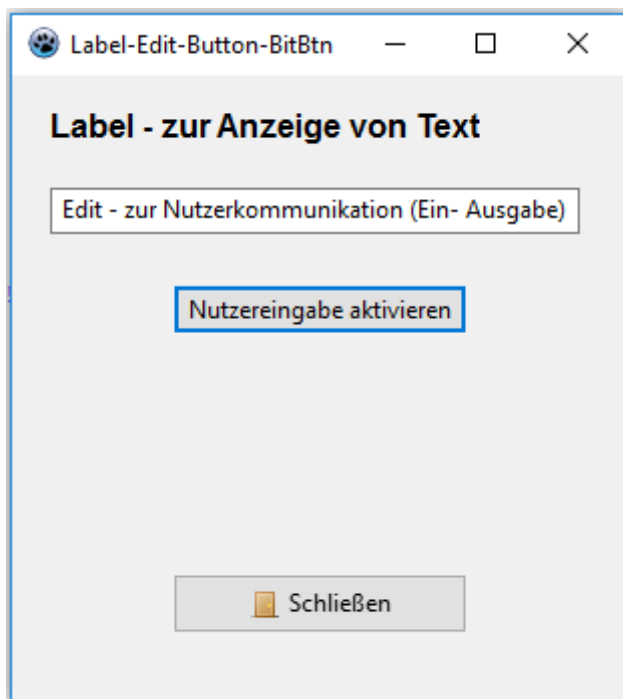 Label-Edit-Button-BitBtn
Label - zur Anzeige von Text
Edit - zur Nutzerkommunikation (Ein- Ausgabe)
Nutzereingabe aktivieren
Schließen